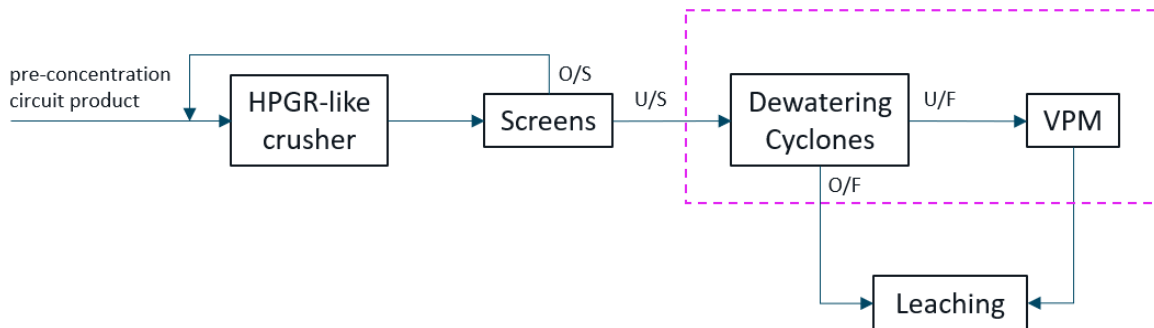 pre-concentration
circuit product
HPGR-like
crusher
O/S
Screens
U/S
Dewatering
Cyclones
U/F
VPM
O/F
Leaching